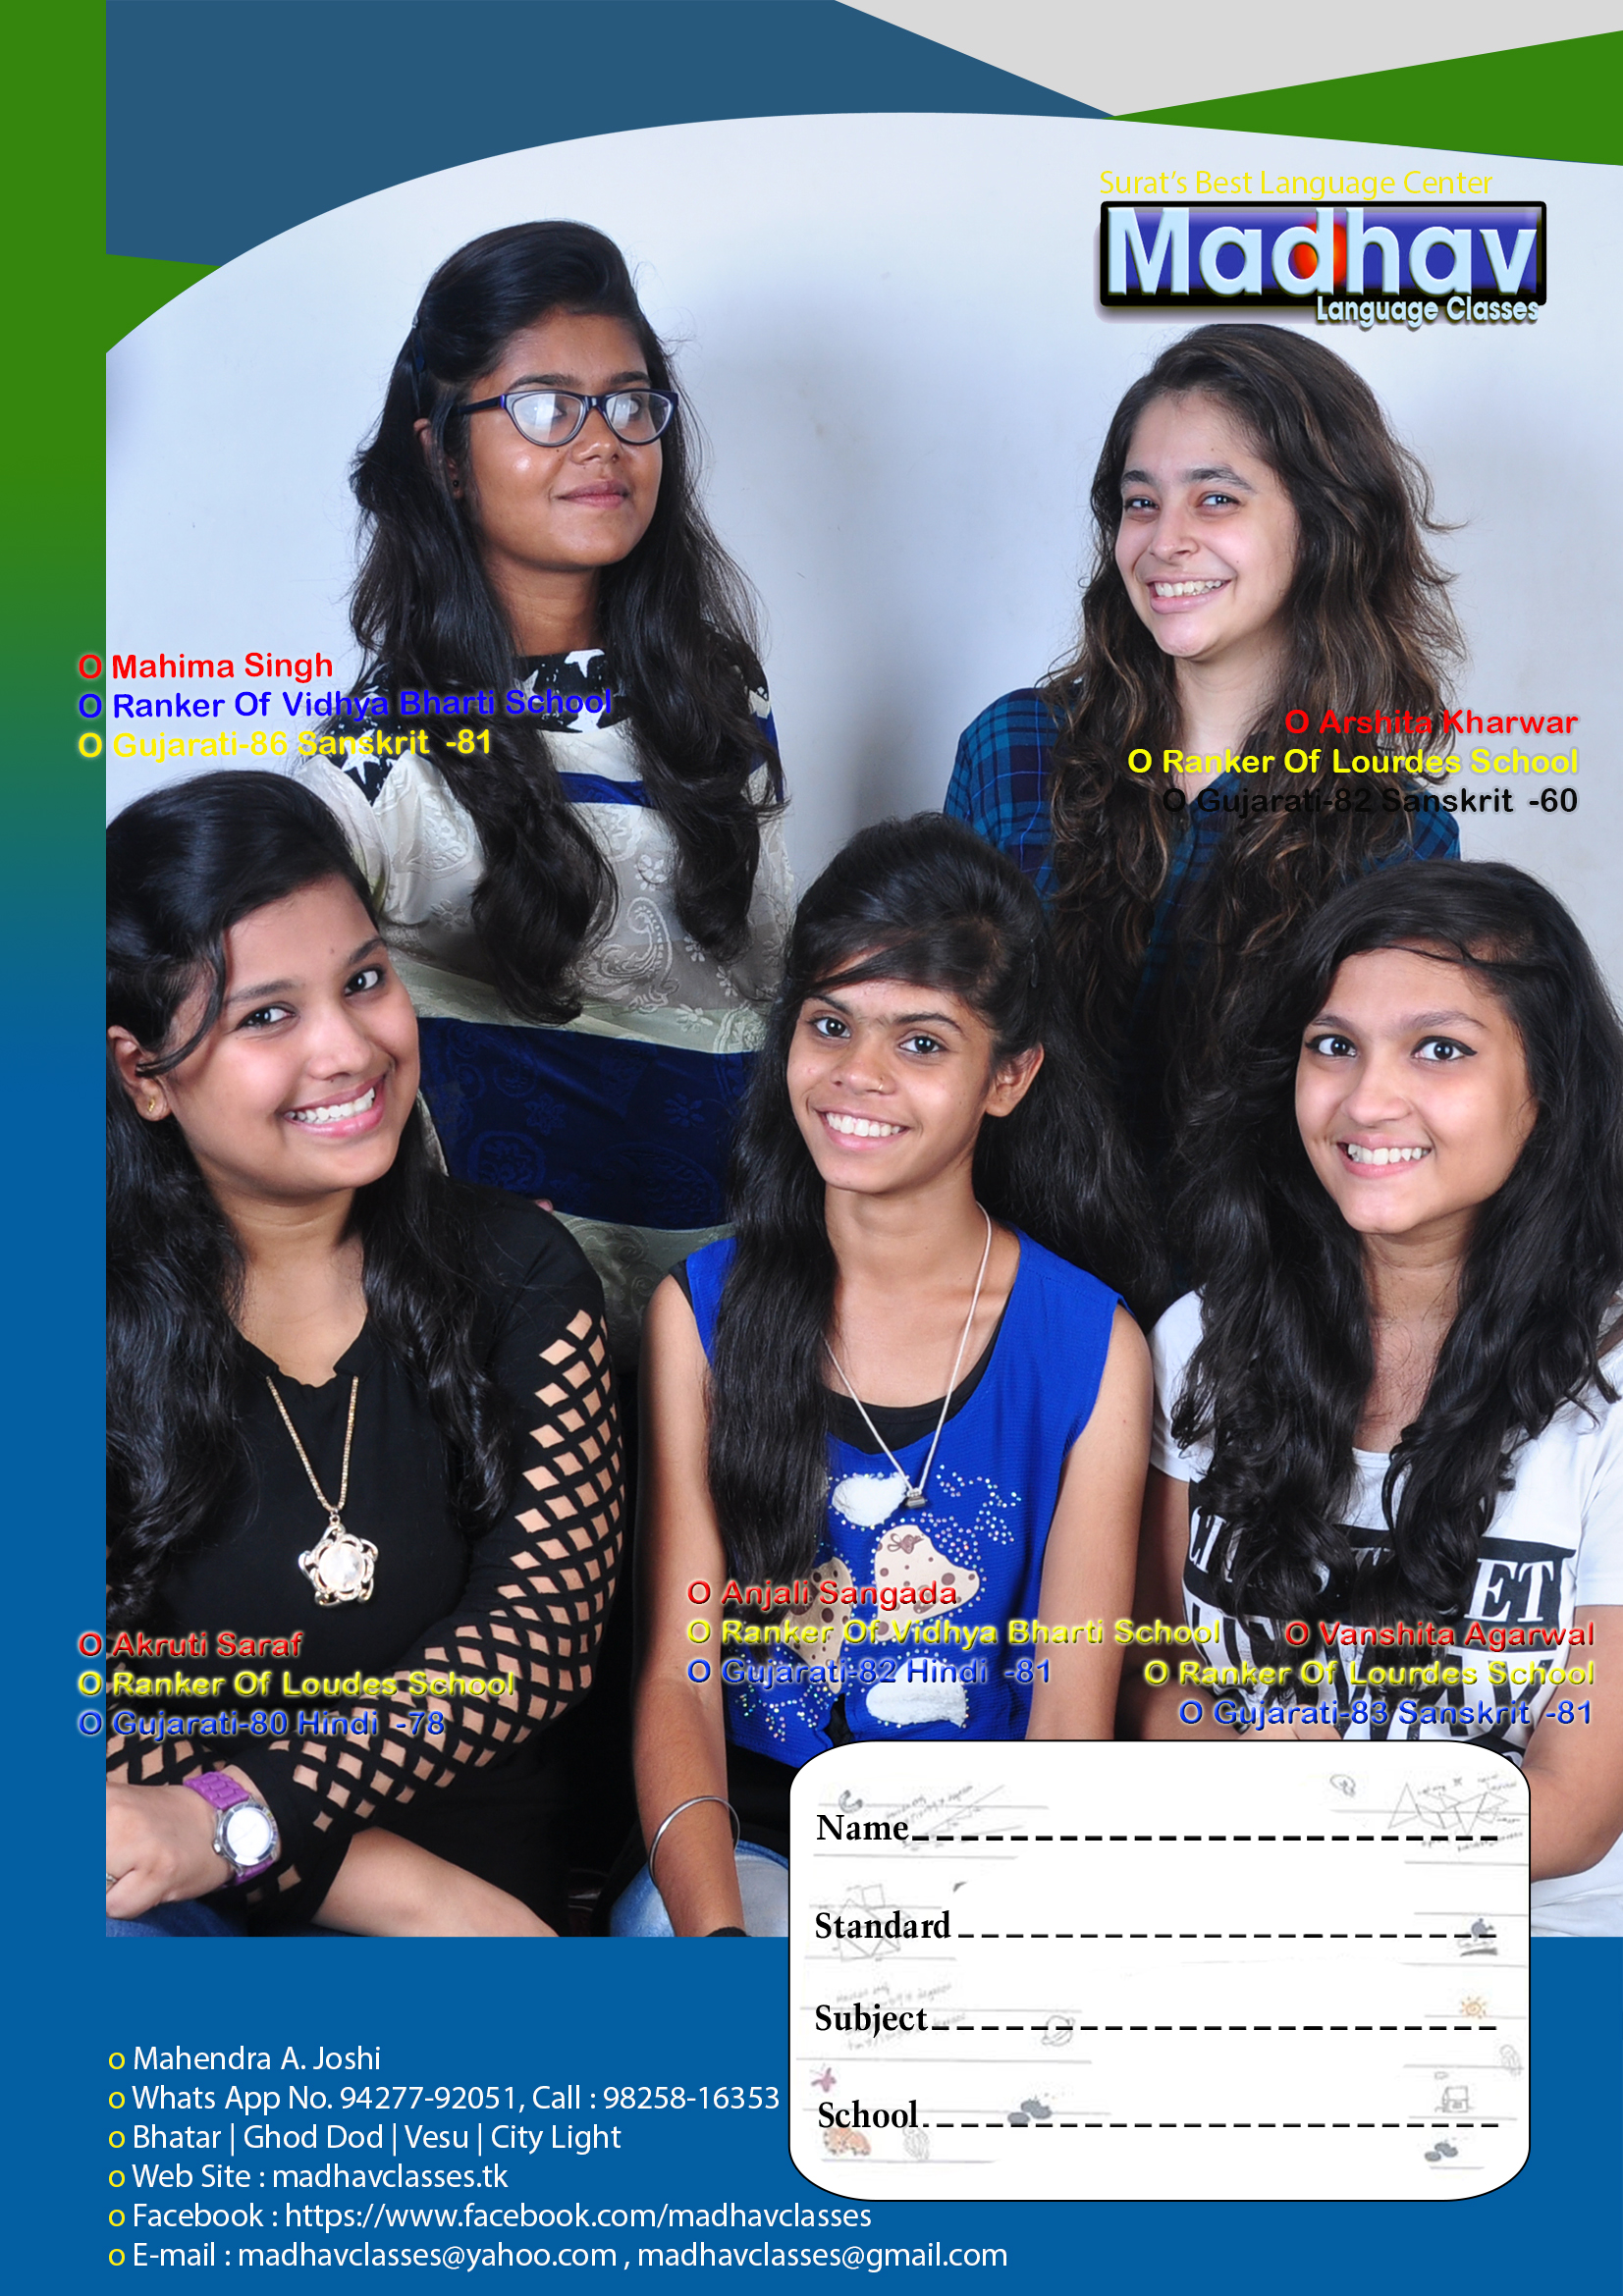 Surat's Best Language Center
Madhav
Language Classes
O Mahima Singh
O Ranker Of Vidhya Bharti School
O Gujarati-86 Sanskrit -81
O Arshita Kharwar
O Ranker Of Lourdes School
O Gujarati-82 Sanskrit -60
O Akruti Saraf
O Ranker Of Loudes School
O Gujarati-80 Hindi -78
O Anjali Sangada
O Ranker Of Vidhya Bharti School
O Gujarati-82 Hindi -81
ET
O Vanshita Agarwal
O Ranker Of Lourdes School
O Gujarati-83 Sanskrit -81
Name
Standard
Subject
School
o Mahendra A. Joshi
o Whats App No. 94277-92051, Call : 98258-16353
o Bhatar | Ghod Dod | Vesu | City Light
o Web Site : madhavclasses.tk
o Facebook : https://www.facebook.com/madhavclasses
o E-mail : madhavclasses@yahoo.com , madhavclasses@gmail.com